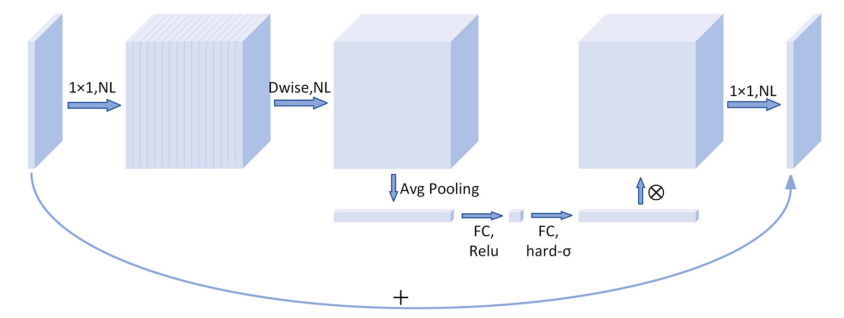 1×1,NL
Dwise,NL
1×1,NL
Avg Pooling
⊗
FC,
Relu
FC,
hard-σ
+